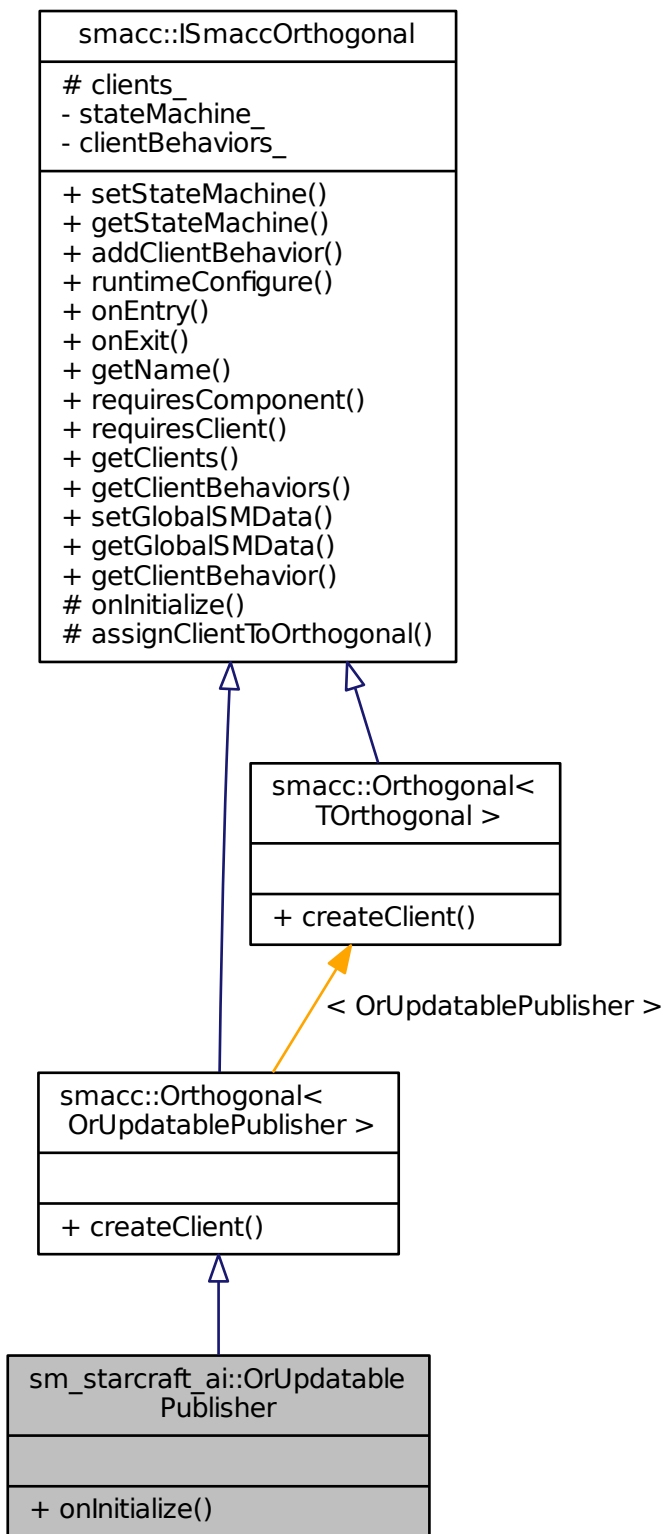 smacc::ISmaccOrthogonal
# clients_
- stateMachine_
- clientBehaviors_
+ setStateMachine()
+ getStateMachine()
+ addClientBehavior()
+ runtimeConfigure()
+ onEntry()
+ onExit()
+ getName()
+ requiresComponent()
+ requiresClient()
+ getClients()
+ getClientBehaviors()
+ setGlobalSMData()
+ getGlobalSMData()
+ getClientBehavior()
# onInitialize()
# assignClientToOrthogonal()
smacc::Orthogonal<
TOrthogonal >
+ createClient()
< OrUpdatablePublisher >
smacc::Orthogonal<
OrUpdatablePublisher >
+ createClient()
sm_starcraft_ai::OrUpdatable
Publisher
+ onInitialize()